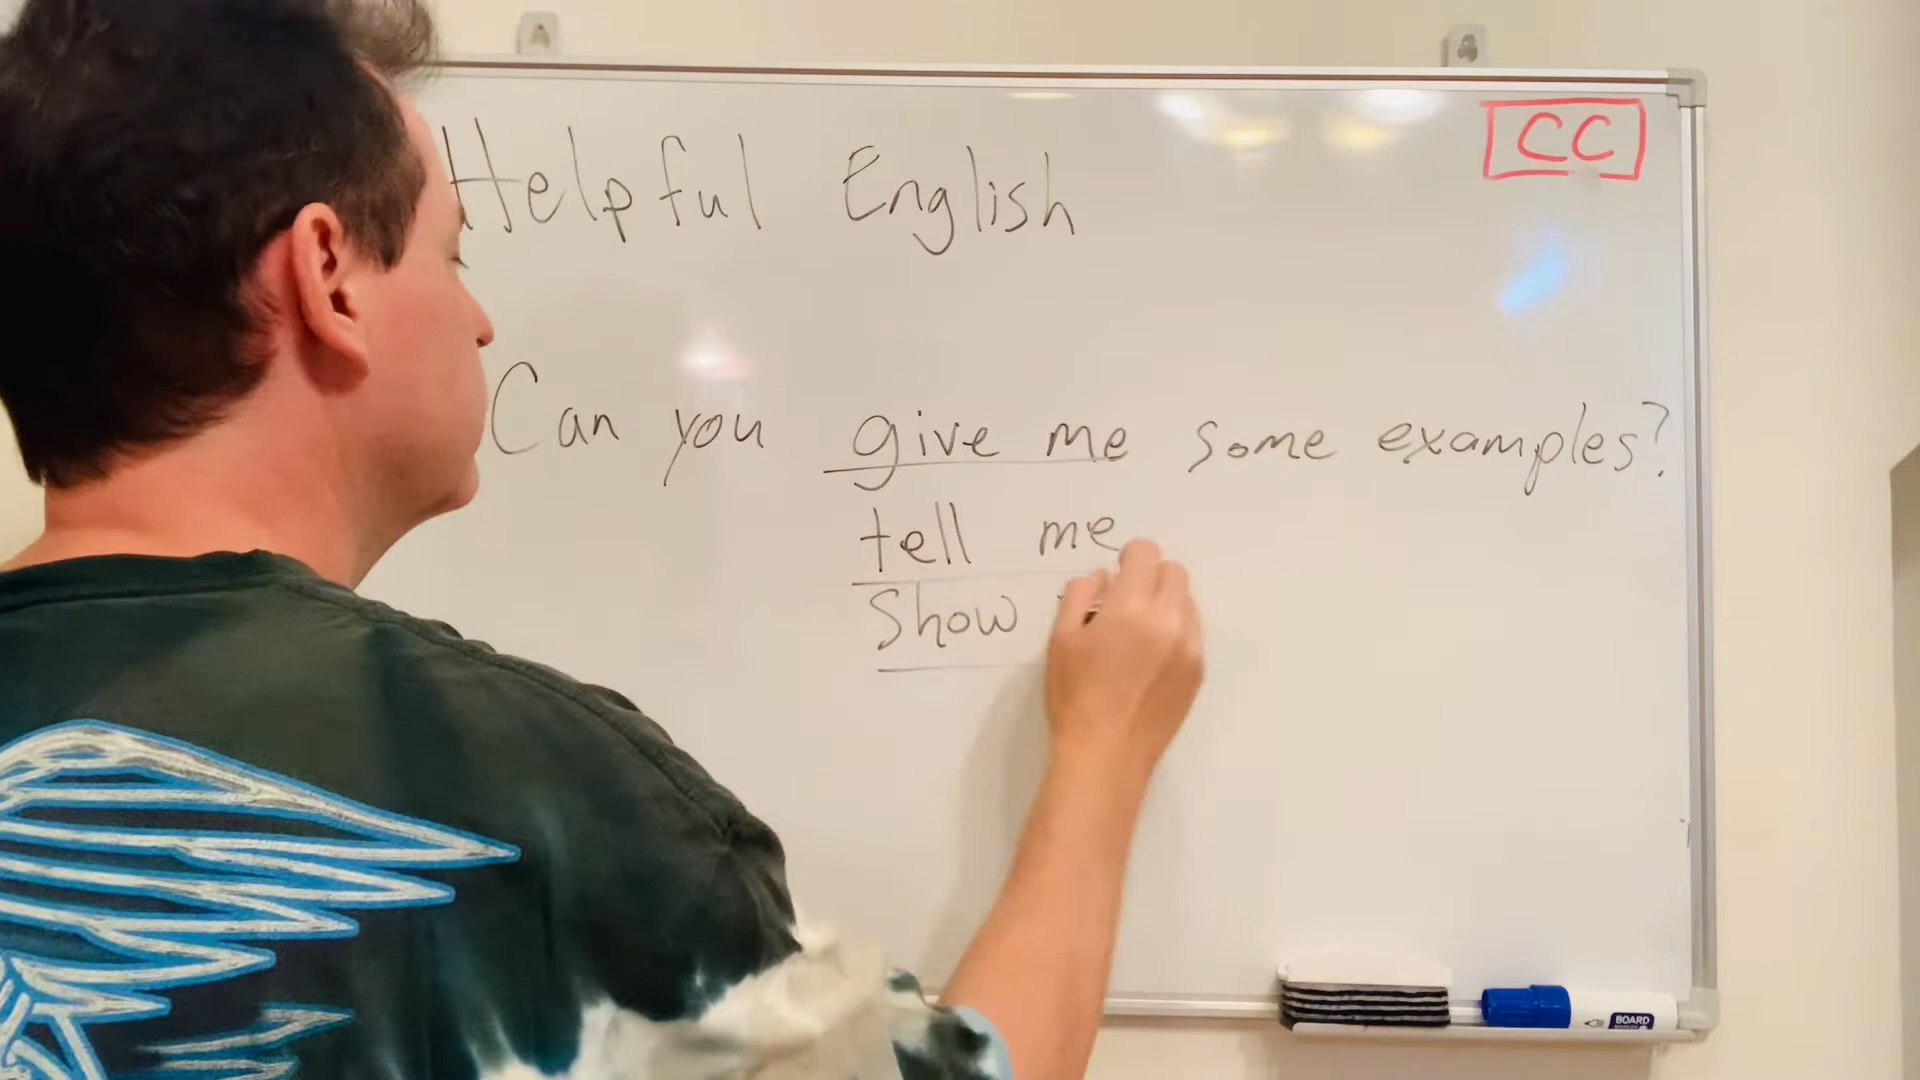 CC
Helpful English
Can you give me some examples?
tell me
Show
BOARD